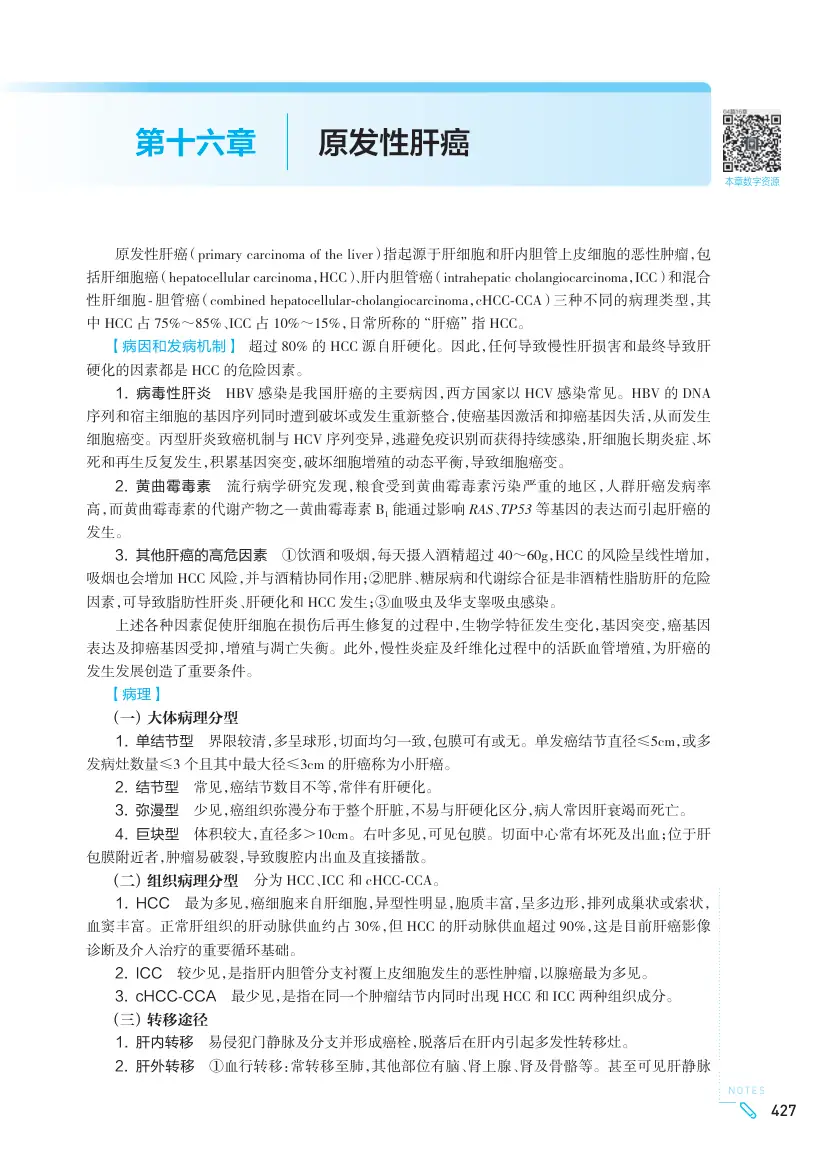 第十六章
原发性肝癌
本章数字资源
原发性肝癌（primary carcinoma of the liver）指起源于肝细胞和肝内胆管上皮细胞的恶性肿瘤，包
括肝细胞癌（hepatocellular carcinoma，HCC）、肝内胆管癌（intrahepatic cholangiocarcinoma，ICC）和混合
性肝细胞-胆管癌（combined hepatocellular-cholangiocarcinoma，cHCC-CCA）三种不同的病理类型，其
中 HCC 占 75%～85%、ICC 占 10%～15%，日常所称的“肝癌”指 HCC。
【病因和发病机制】 超过 80% 的 HCC 源自肝硬化。因此，任何导致慢性肝损害和最终导致肝
硬化的因素都是 HCC 的危险因素。
1. 病毒性肝炎 HBV 感染是我国肝癌的主要病因，西方国家以 HCV 感染常见。HBV 的 DNA
序列和宿主细胞的基因序列同时遭到破坏或发生重新整合，使癌基因激活和抑癌基因失活，从而发生
细胞癌变。丙型肝炎致癌机制与 HCV 序列变异，逃避免疫识别而获得持续感染，肝细胞长期炎症、坏
死和再生反复发生，积累基因突变，破坏细胞增殖的动态平衡，导致细胞癌变。
2. 黄曲霉毒素 流行病学研究发现，粮食受到黄曲霉毒素污染严重的地区，人群肝癌发病率
高，而黄曲霉毒素的代谢产物之一黄曲霉毒素 B₁ 能通过影响 RAS、TP53 等基因的表达而引起肝癌的
发生。
3. 其他肝癌的高危因素 ①饮酒和吸烟，每天摄入酒精超过 40～60g，HCC 的风险呈线性增加，
吸烟也会增加 HCC 风险，并与酒精协同作用；②肥胖、糖尿病和代谢综合征是非酒精性脂肪肝的危险
因素，可导致脂肪性肝炎、肝硬化和 HCC 发生；③血吸虫及华支睾吸虫感染。
上述各种因素促使肝细胞在损伤后再生修复的过程中，生物学特征发生变化，基因突变，癌基因
表达及抑癌基因受抑，增殖与凋亡失衡。此外，慢性炎症及纤维化过程中的活跃血管增殖，为肝癌的
发生发展创造了重要条件。
【病理】
（一）大体病理分型
1. 单结节型 界限较清，多呈球形，切面均匀一致，包膜可有或无。单发癌结节直径≤5cm，或多
发病灶数量≤3 个且其中最大径≤3cm 的肝癌称为小肝癌。
2. 结节型 常见，癌结节数目不等，常伴有肝硬化。
3. 弥漫型 少见，癌组织弥漫分布于整个肝脏，不易与肝硬化区分，病人常因肝衰竭而死亡。
4. 巨块型 体积较大，直径多＞10cm。右叶多见，可见包膜。切面中心常有坏死及出血；位于肝
包膜附近者，肿瘤易破裂，导致腹腔内出血及直接播散。
（二）组织病理分型 分为 HCC、ICC 和 cHCC-CCA。
1. HCC 最为多见，癌细胞来自肝细胞，异型性明显，胞质丰富，呈多边形，排列成巢状或索状，
血窦丰富。正常肝组织的肝动脉供血约占 30%，但 HCC 的肝动脉供血超过 90%，这是目前肝癌影像
诊断及介入治疗的重要循环基础。
2. ICC 较少见，是指肝内胆管分支衬覆上皮细胞发生的恶性肿瘤，以腺癌最为多见。
3. cHCC-CCA 最少见，是指在同一个肿瘤结节内同时出现 HCC 和 ICC 两种组织成分。
（三）转移途径
1. 肝内转移 易侵犯门静脉及分支并形成癌栓，脱落后在肝内引起多发性转移灶。
2. 肝外转移 ①血行转移：常转移至肺，其他部位有脑、肾上腺、肾及骨骼等。甚至可见肝静脉
NOTES
427